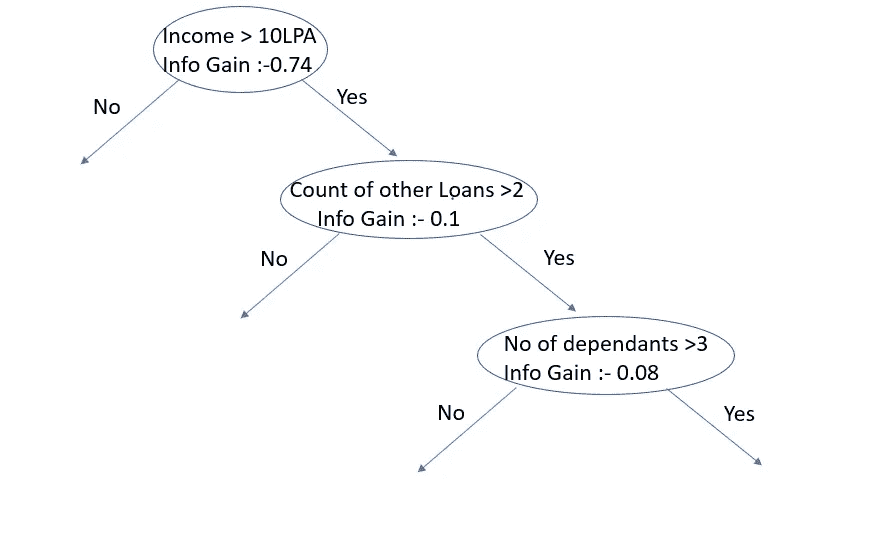 Income > 10LPA
Info Gain :-0.74
No
Yes
Count of other Loans >2
Info Gain :- 0.1
No
Yes
No of dependants >3
Info Gain :- 0.08
No
Yes